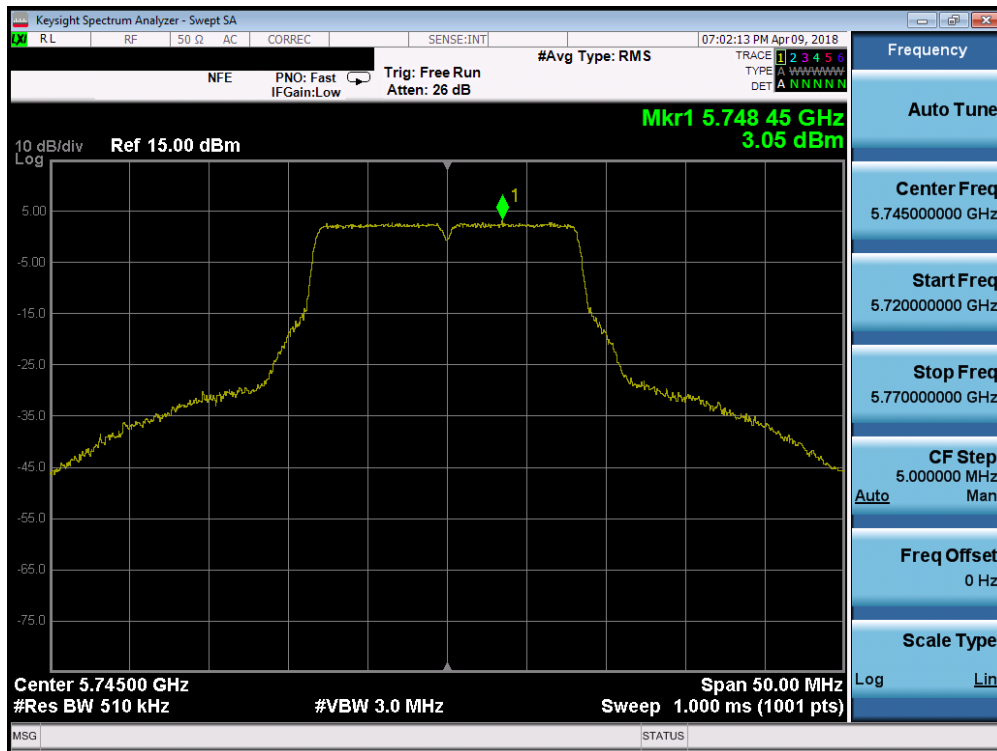 Keysight Spectrum Analyzer - Swept SA
LXI RL RF 50 Ω AC CORREC SENSE:INT 07:02:13 PM Apr 09, 2018
NFE PNO: Fast Trig: Free Run #Avg Type: RMS TRACE 1 2 3 4 5 6
IFGain:Low Atten: 26 dB TYPE A WWWWW
DET A N N N N N
Mkr1 5.748 45 GHz
3.05 dBm
10 dB/div Ref 15.00 dBm
Log
1
5.00
-5.00
-15.0
-25.0
-35.0
-45.0
-55.0
-65.0
-75.0
Center 5.74500 GHz Span 50.00 MHz
#Res BW 510 kHz #VBW 3.0 MHz Sweep 1.000 ms (1001 pts)
MSG STATUS
Frequency
Auto Tune
Center Freq
5.745000000 GHz
Start Freq
5.720000000 GHz
Stop Freq
5.770000000 GHz
CF Step
5.000000 MHz
Auto Man
Freq Offset
0 Hz
Scale Type
Log Lin